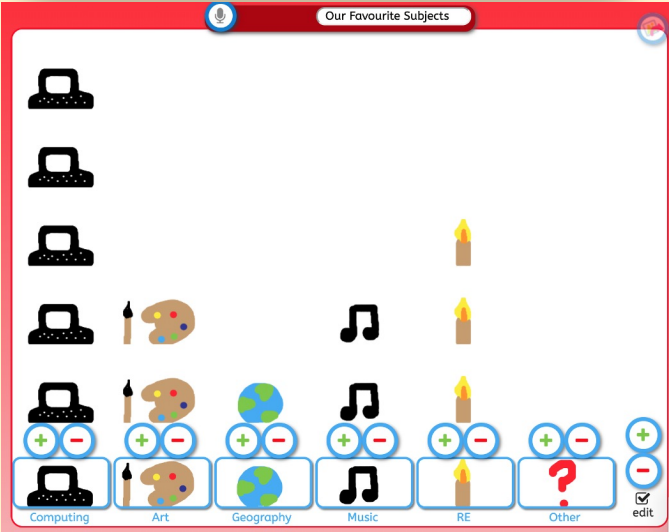 Our Favourite Subjects
Computing
Art
Geography
Music
RE
Other
edit